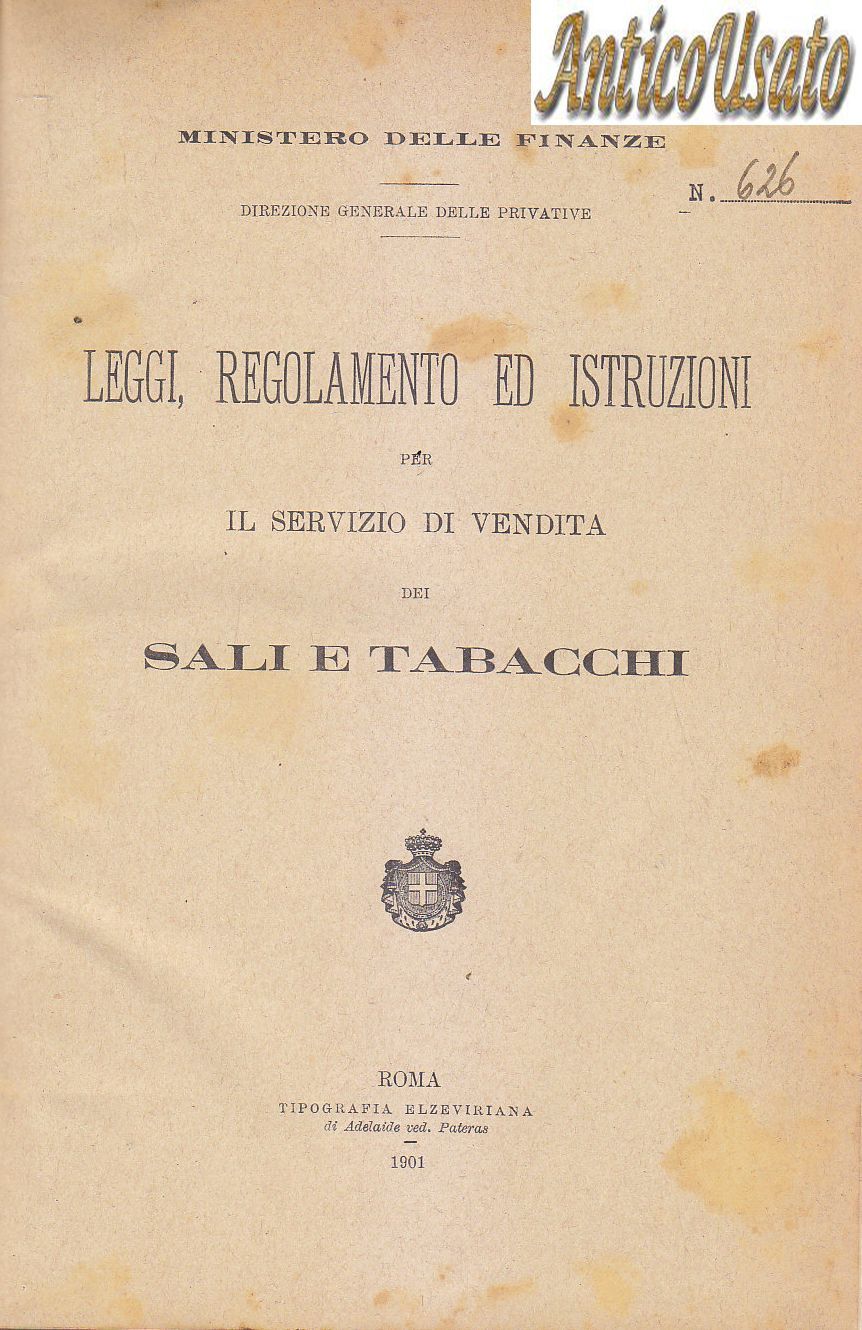 AnticoUsato
MINISTERO DELLE FINANZE
N. 626
DIREZIONE GENERALE DELLE PRIVATIVE
LEGGI, REGOLAMENTO ED ISTRUZIONI
PER
IL SERVIZIO DI VENDITA
DEI
SALI E TABACCHI
ROMA
TIPOGRAFIA ELZEVIRIANA
di Adelaide ved. Pateras
1901